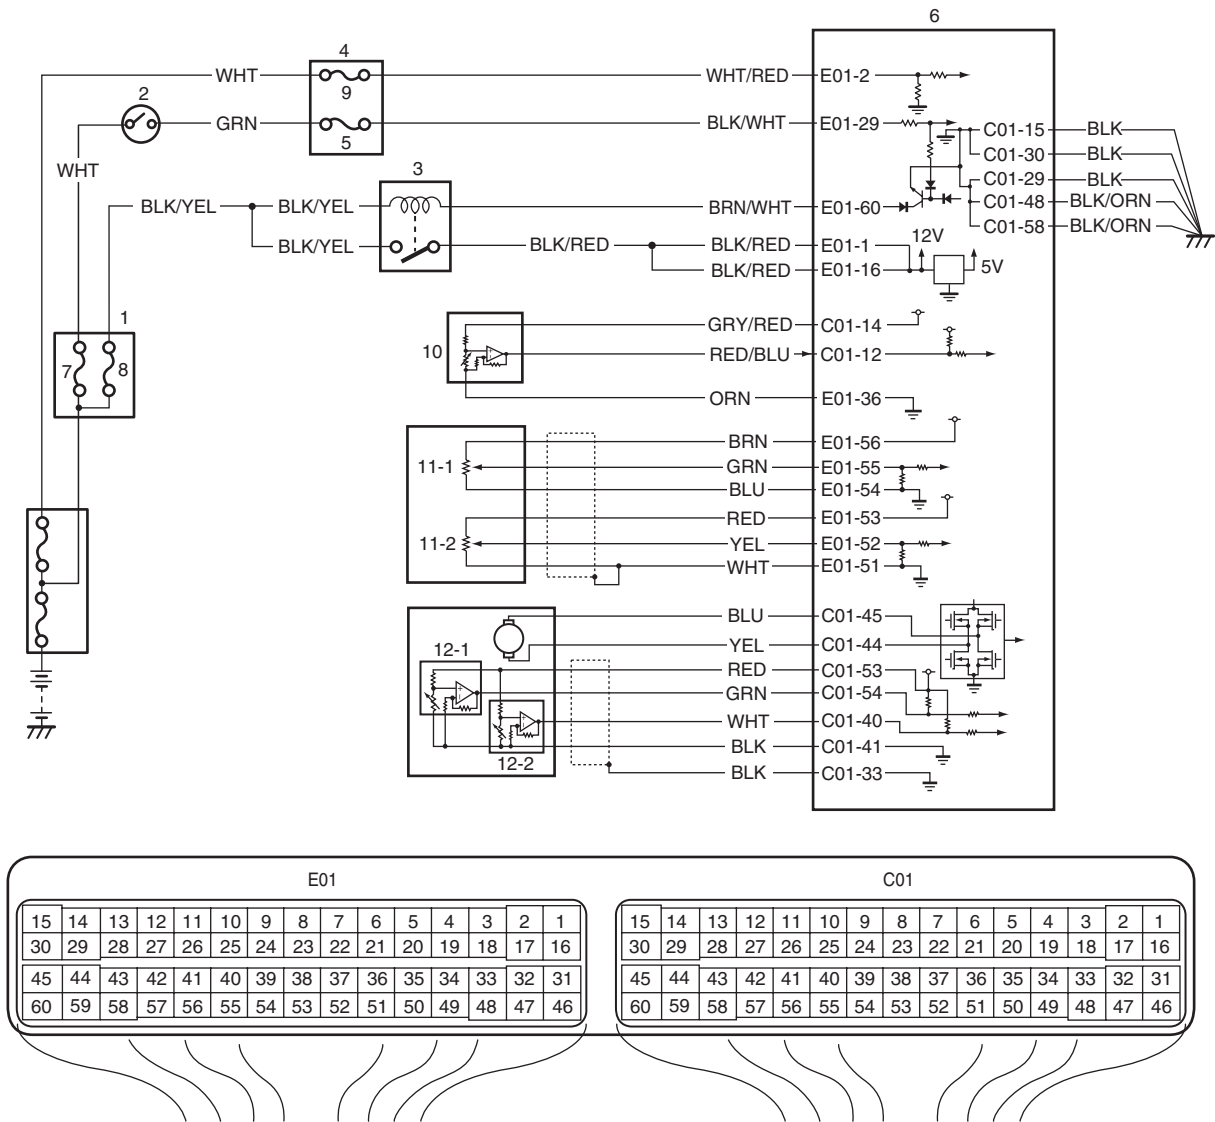 6
4
WHT
WHT/RED
E01-2
9
2
GRN
BLK/WHT
E01-29
C01-15
BLK
5
C01-30
BLK
WHT
3
C01-29
BLK
BLK/YEL
BLK/YEL
BRN/WHT
E01-60
C01-48
BLK/ORN
C01-58
BLK/ORN
BLK/YEL
BLK/RED
BLK/RED
E01-1
12V
BLK/RED
E01-16
5V
1
GRY/RED
C01-14
10
RED/BLU
C01-12
7
8
ORN
E01-36
BRN
E01-56
11-1
GRN
E01-55
BLU
E01-54
RED
E01-53
11-2
YEL
E01-52
WHT
E01-51
BLU
C01-45
12-1
YEL
C01-44
RED
C01-53
GRN
C01-54
WHT
C01-40
BLK
C01-41
12-2
BLK
C01-33
E01
15 14 13 12 11 10 9 8 7 6 5 4 3 2 1
30 29 28 27 26 25 24 23 22 21 20 19 18 17 16
45 44 43 42 41 40 39 38 37 36 35 34 33 32 31
60 59 58 57 56 55 54 53 52 51 50 49 48 47 46
C01
15 14 13 12 11 10 9 8 7 6 5 4 3 2 1
30 29 28 27 26 25 24 23 22 21 20 19 18 17 16
45 44 43 42 41 40 39 38 37 36 35 34 33 32 31
60 59 58 57 56 55 54 53 52 51 50 49 48 47 46